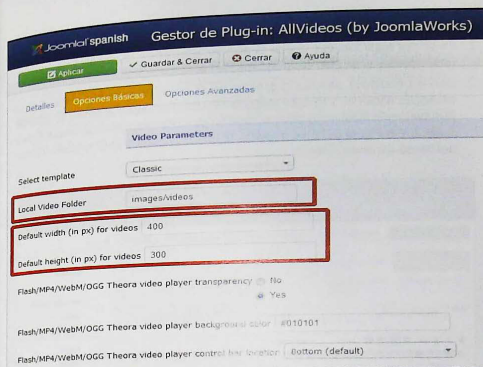 Joomla! spanish Gestor de Plug-in: AllVideos (by JoomlaWorks)
Aplicar Guardar & Cerrar Cerrar Ayuda
Detalles Opciones Básicas Opciones Avanzadas
Video Parameters
Select template Classic
Local Video Folder images/videos
Default width (in px) for videos 400
Default height (in px) for videos 300
Flash/MP4/WebM/OGG Theora video player transparency No
Yes
Flash/MP4/WebM/OGG Theora video player background color #010101
Flash/MP4/WebM/OGG Theora video player control bar location Bottom (default)